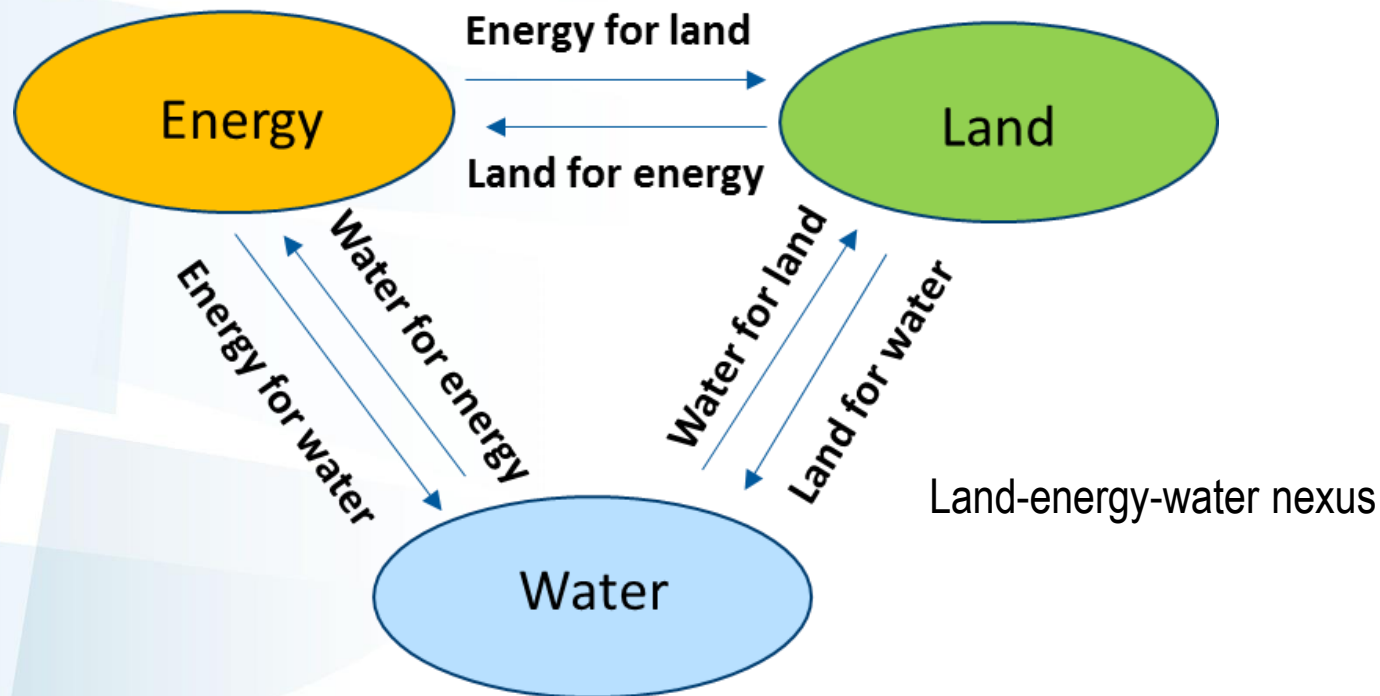 Energy for land
Energy
Land
Land for energy
Water for energy
Energy for water
Water for land
Land for water
Land-energy-water nexus
Water